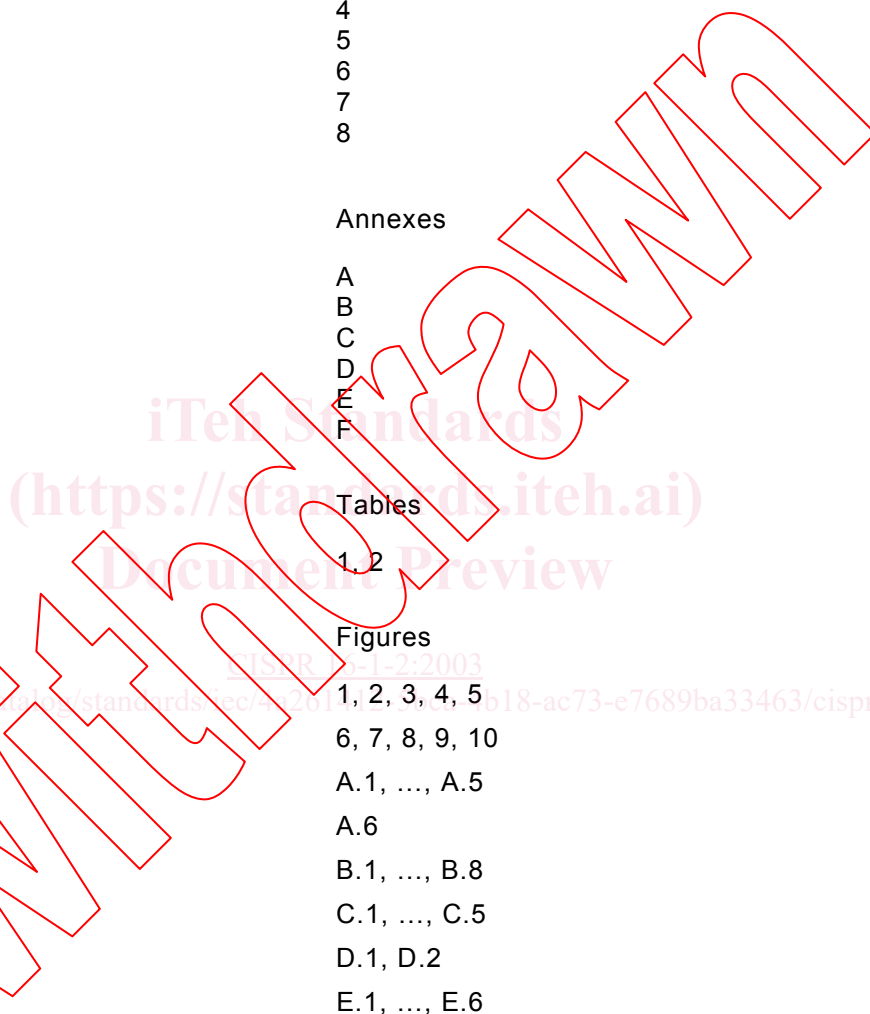 4
5
6
7
8
Annexes
A
B
C
D
E
F
iTeh Standards
(https://standards.iteh.ai)
Tables
Document Preview
1, 2
Figures
CISPR 16-1-2:2003
1, 2, 3, 4, 5
6, 7, 8, 9, 10
A.1, ..., A.5
A.6
B.1, ..., B.8
C.1, ..., C.5
D.1, D.2
E.1, ..., E.6
withdrawn